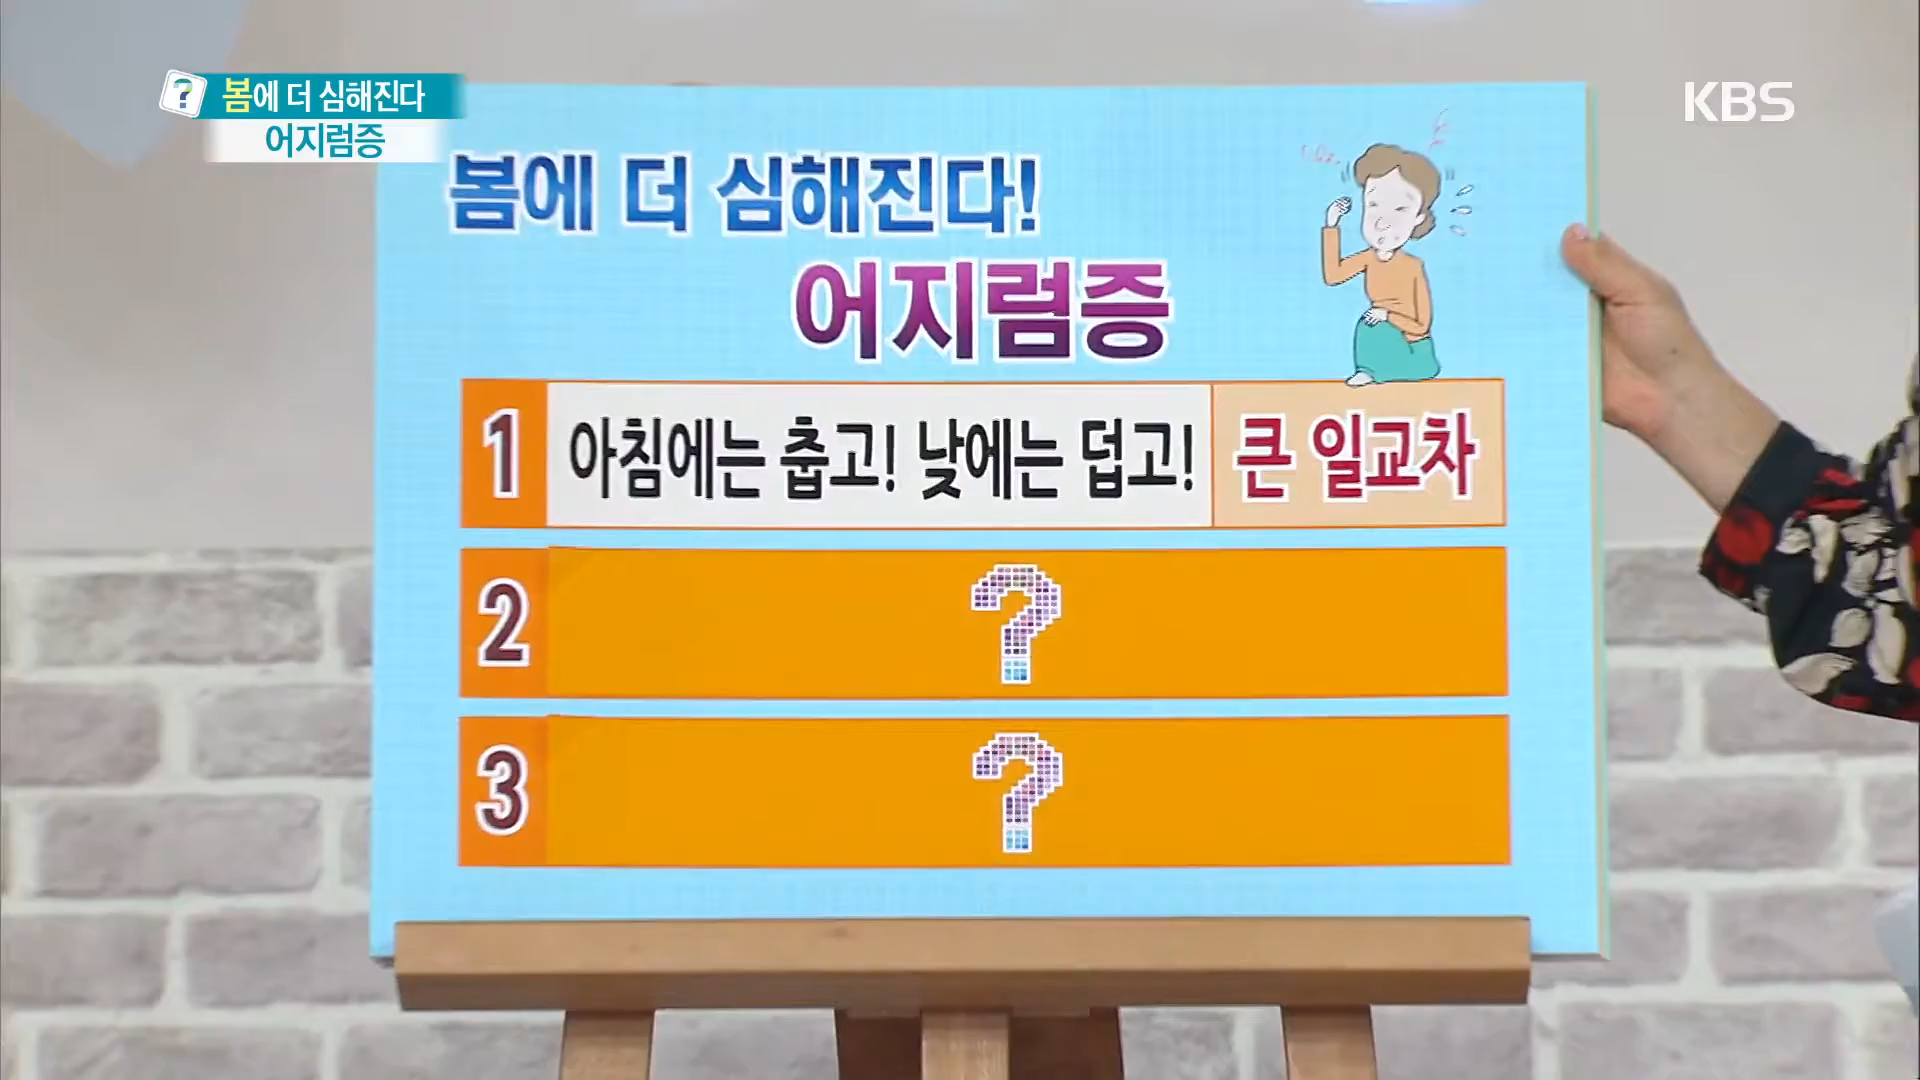 봄에 더 심해진다
어지럼증
KBS
봄에 더 심해진다!
어지럼증
1 아침에는 춥고! 낮에는 덥고! 큰 일교차
2 ?
3 ?